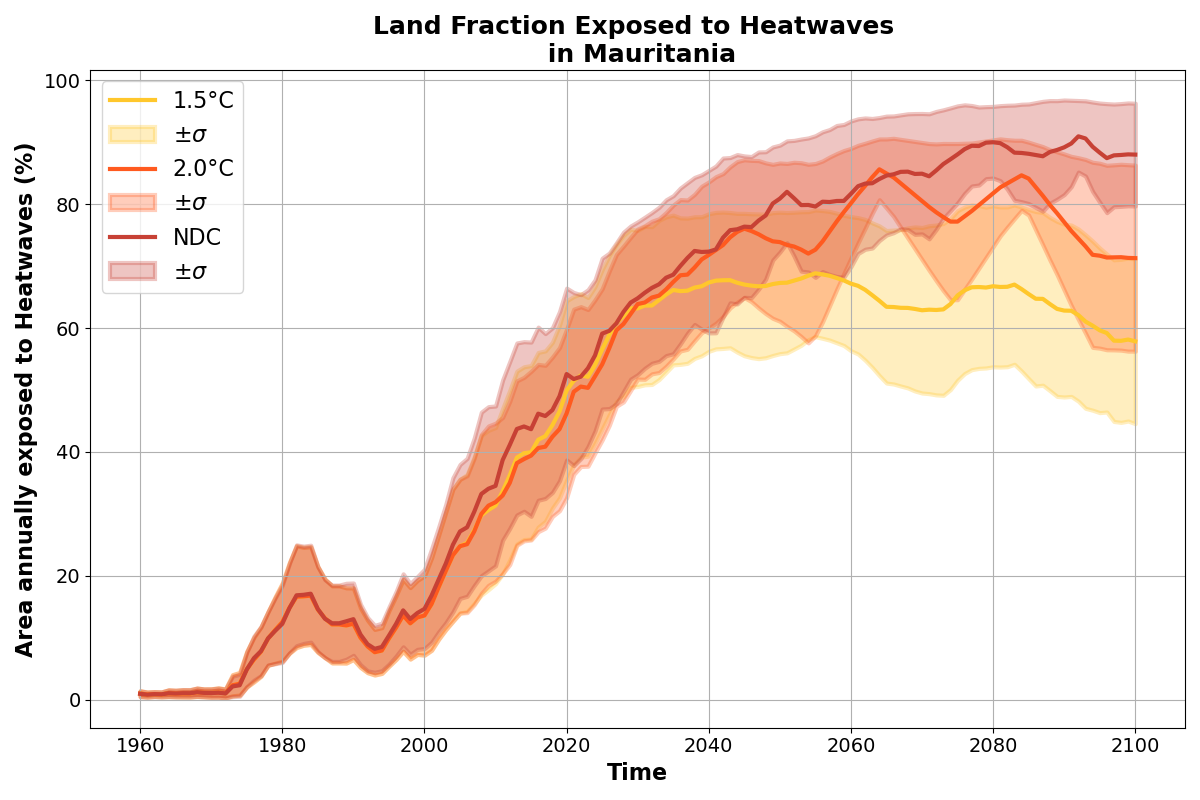 Land Fraction Exposed to Heatwaves
in Mauritania
Area annually exposed to Heatwaves (%)
100
80
60
40
20
0
1.5°C
±σ
2.0°C
±σ
NDC
±σ
1960
1980
2000
2020
2040
2060
2080
2100
Time